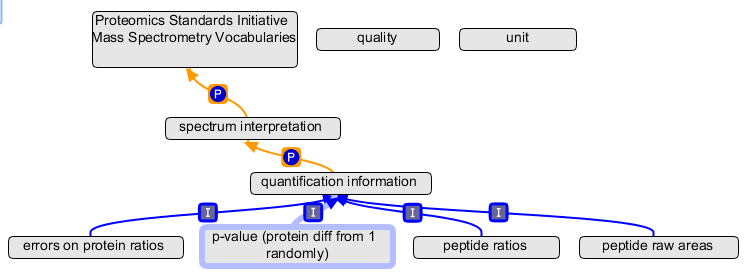 Proteomics Standards Initiative
Mass Spectrometry Vocabularies
quality
unit
P
spectrum interpretation
P
quantification information
I
I
I
I
errors on protein ratios
p-value (protein diff from 1
randomly)
peptide ratios
peptide raw areas